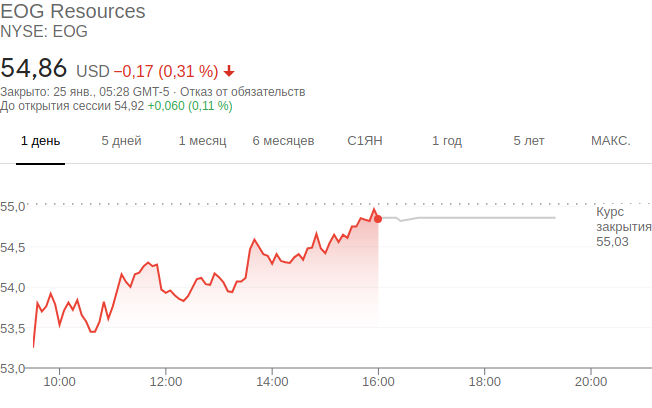 EOG Resources
NYSE: EOG
54,86 USD −0,17 (0,31 %)
Закрыто: 25 янв., 05:28 GMT-5 · Отказ от обязательств
До открытия сессии 54,92 +0,060 (0,11 %)
1 день 5 дней 1 месяц 6 месяцев С1ЯН 1 год 5 лет МАКС.
55,0
Курс
закрытия
55,03
54,5
54,0
53,5
53,0
10:00 12:00 14:00 16:00 18:00 20:00